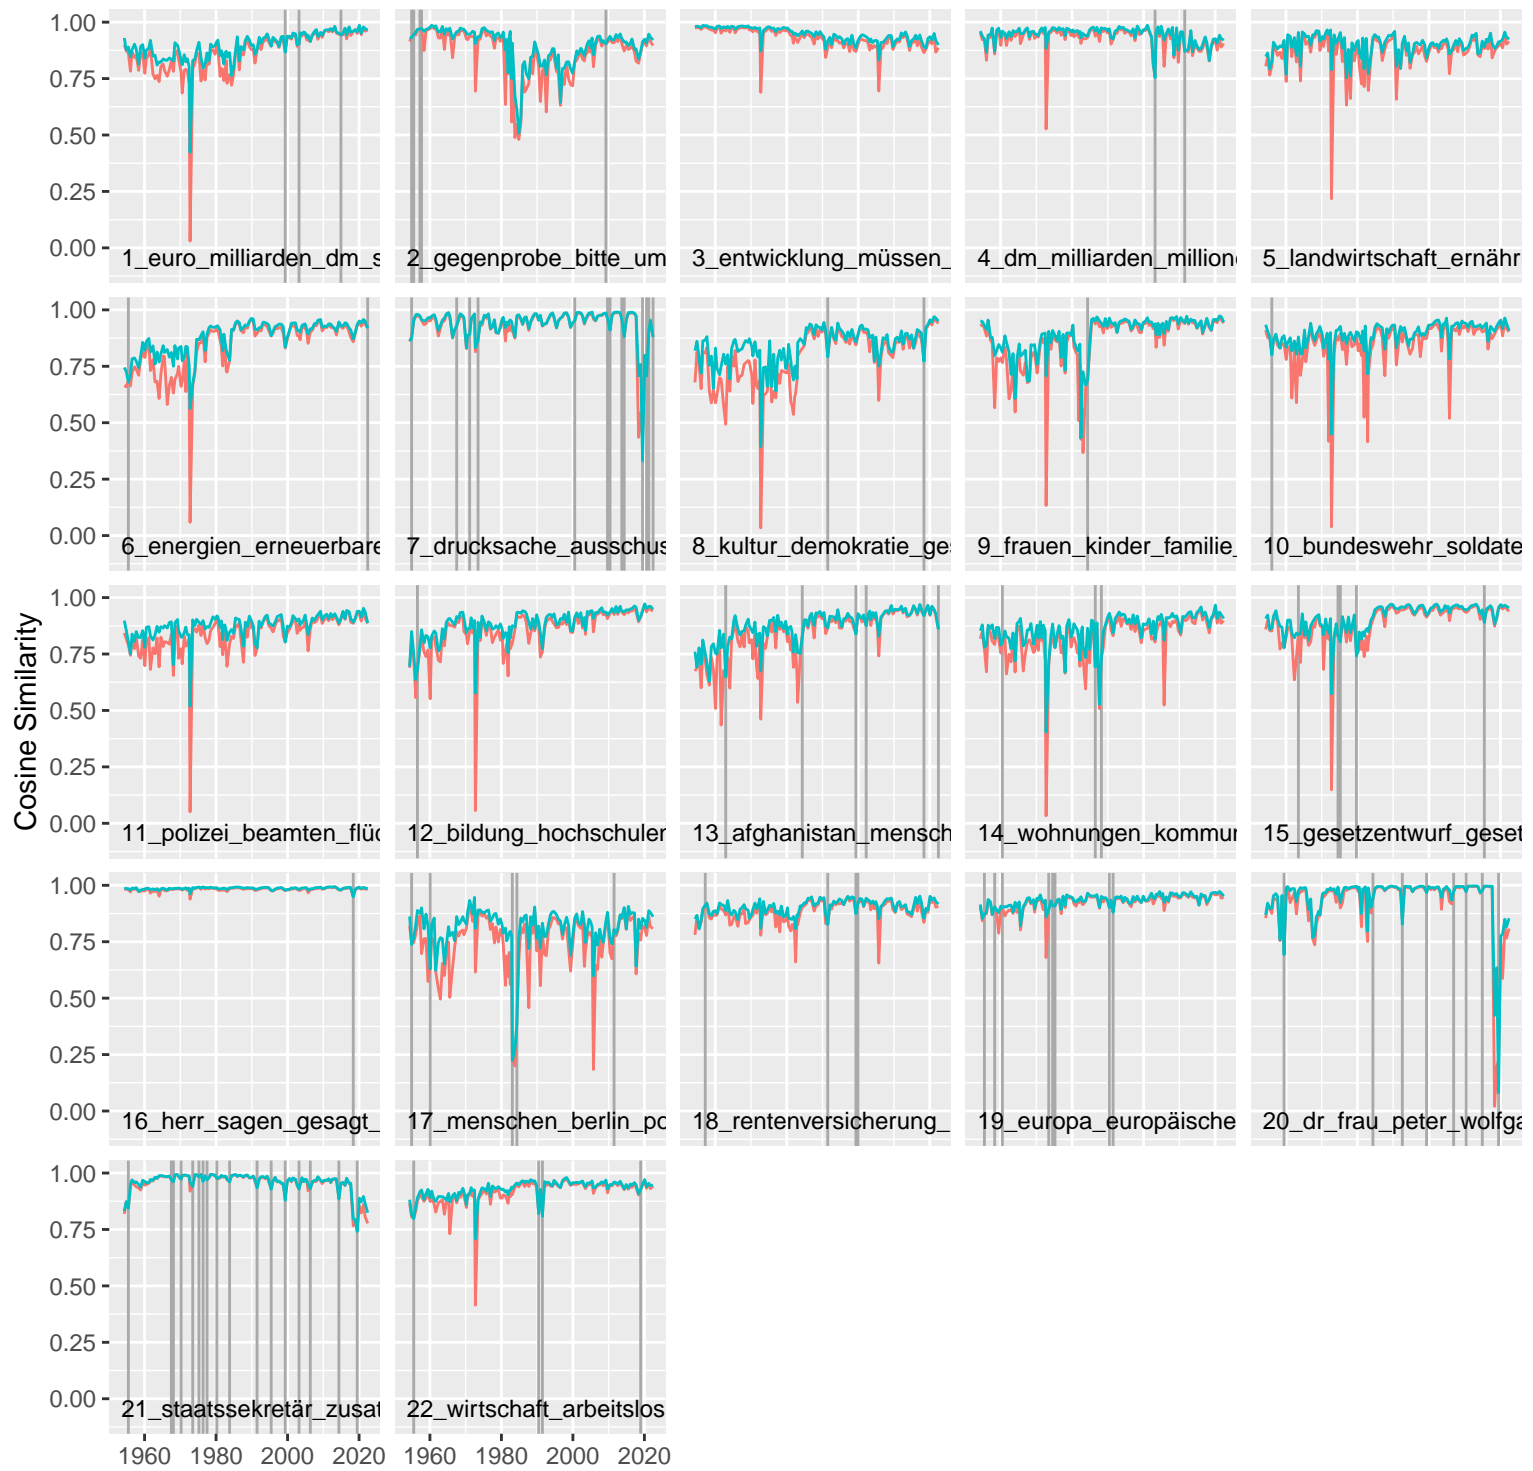 1.00
0.75
0.50
0.25
0.00
1_euro_milliarden_dm_s
2_gegenprobe_bitte_um
3_entwicklung_müssen_
4_dm_milliarden_million
5_landwirtschaft_ernähr
1.00
0.75
0.50
0.25
0.00
6_energien_erneuerbare
7_drucksache_ausschus
8_kultur_demokratie_ges
9_frauen_kinder_familie_
10_bundeswehr_soldate
Cosine Similarity
1.00
0.75
0.50
0.25
0.00
11_polizei_beamten_flüc
12_bildung_hochschulen
13_afghanistan_mensch
14_wohnungen_kommun
15_gesetzentwurf_geset
1.00
0.75
0.50
0.25
0.00
16_herr_sagen_gesagt_
17_menschen_berlin_po
18_rentenversicherung_
19_europa_europäische
20_dr_frau_peter_wolfga
1.00
0.75
0.50
0.25
0.00
21_staatssekretär_zusat
22_wirtschaft_arbeitslos
1960 1980 2000 2020
1960 1980 2000 2020